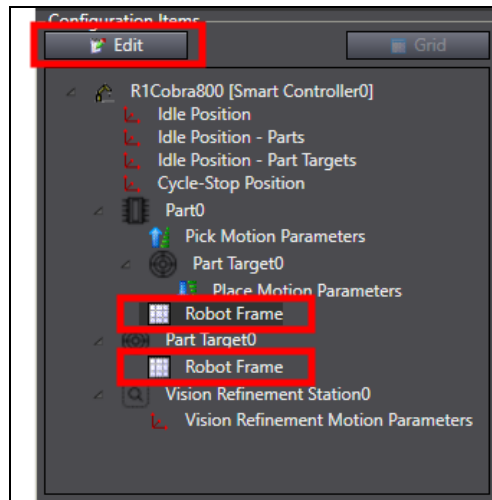 Configuration Items
Edit
Grid
R1Cobra800 [Smart Controller0]
Idle Position
Idle Position - Parts
Idle Position - Part Targets
Cycle-Stop Position
Part0
Pick Motion Parameters
Part Target0
Place Motion Parameters
Robot Frame
Part Target0
Robot Frame
Vision Refinement Station0
Vision Refinement Motion Parameters